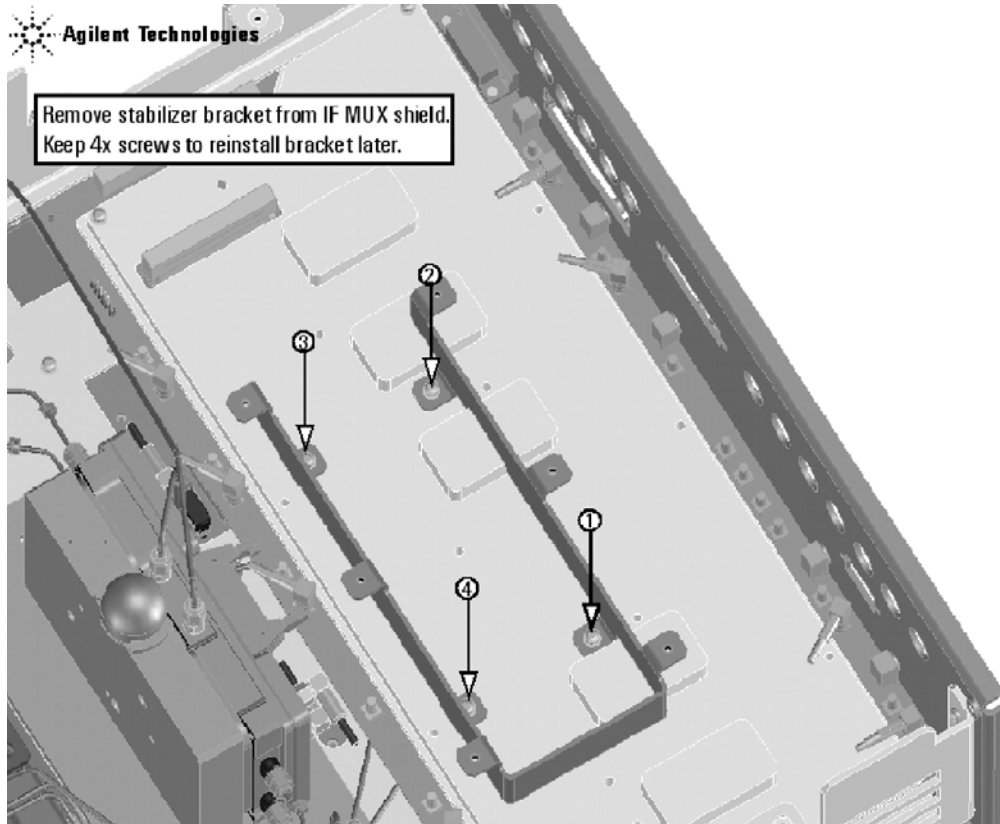 Agilent Technologies
Remove stabilizer bracket from IF MUX shield.
Keep 4x screws to reinstall bracket later.
2
3
1
4